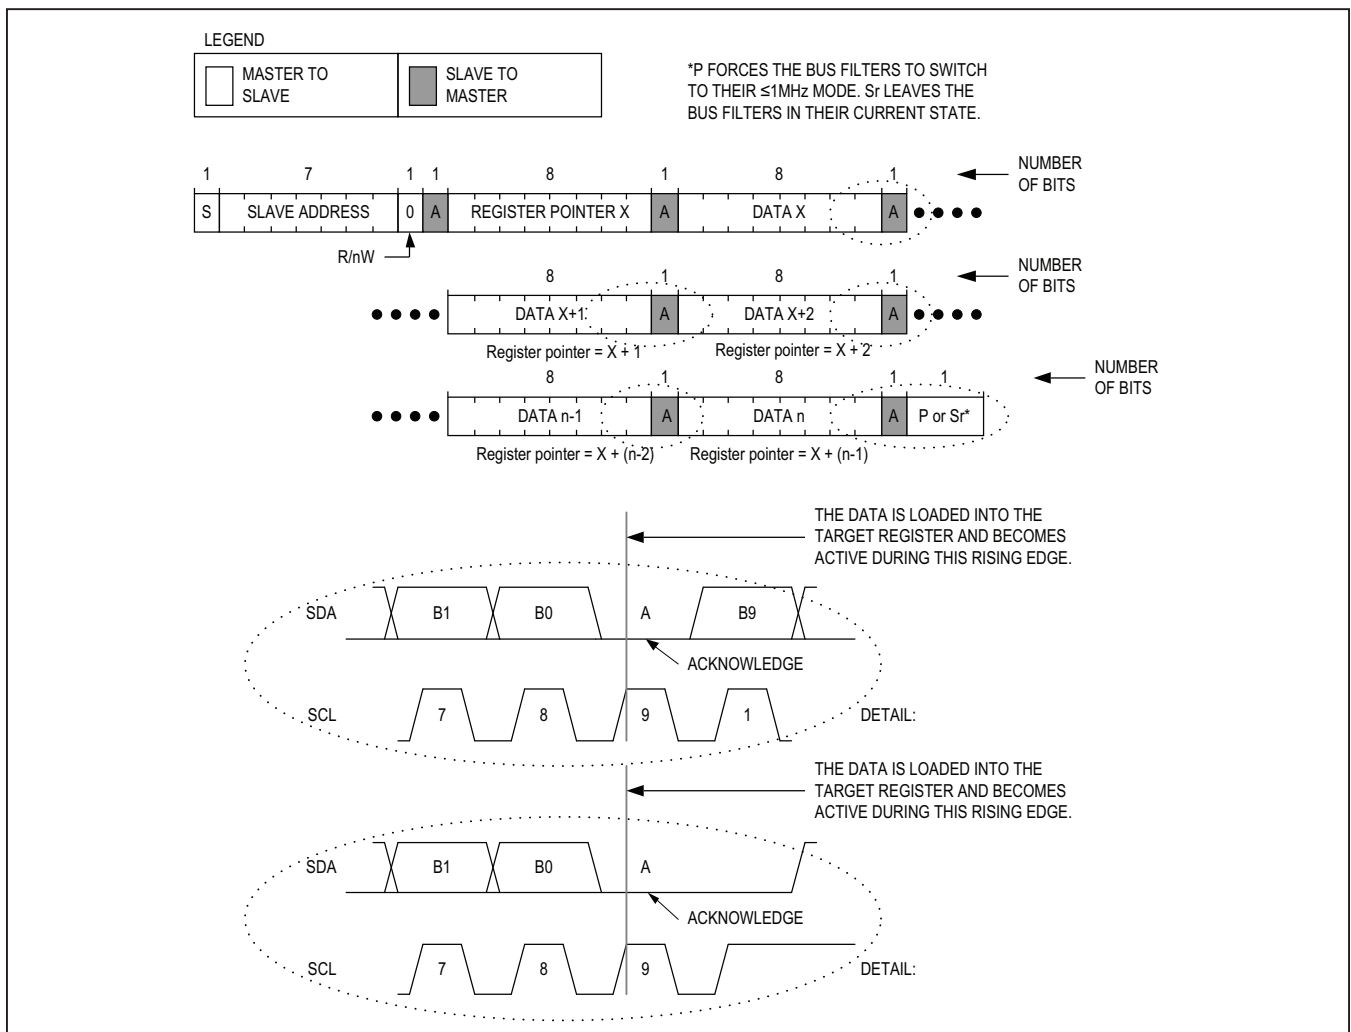 LEGEND
MASTER TO
SLAVE
SLAVE TO
MASTER
*P FORCES THE BUS FILTERS TO SWITCH
TO THEIR ≤1MHz MODE. Sr LEAVES THE
BUS FILTERS IN THEIR CURRENT STATE.
1 7 1 1 8 1 8 1
NUMBER
OF BITS
S SLAVE ADDRESS 0 A REGISTER POINTER X A DATA X A
R/nW
8 1 8 1
NUMBER
OF BITS
DATA X+1 A DATA X+2 A
Register pointer = X + 1 Register pointer = X + 2
8 1 8 1 1
NUMBER
OF BITS
DATA n-1 A DATA n A P or Sr*
Register pointer = X + (n-2) Register pointer = X + (n-1)
THE DATA IS LOADED INTO THE
TARGET REGISTER AND BECOMES
ACTIVE DURING THIS RISING EDGE.
SDA B1 B0 A B9
ACKNOWLEDGE
SCL 7 8 9 1 DETAIL:
THE DATA IS LOADED INTO THE
TARGET REGISTER AND BECOMES
ACTIVE DURING THIS RISING EDGE.
SDA B1 B0 A
ACKNOWLEDGE
SCL 7 8 9 DETAIL: